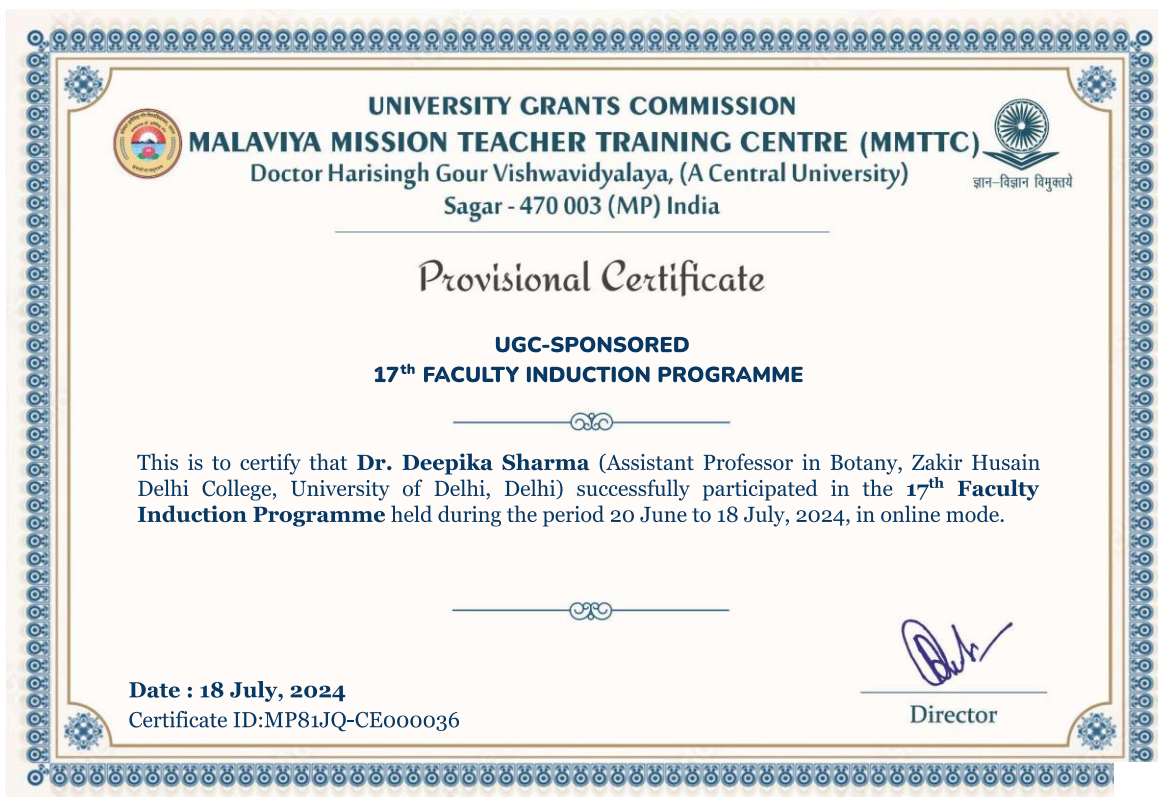 UNIVERSITY GRANTS COMMISSION
MALAVIYA MISSION TEACHER TRAINING CENTRE (MMTTC)
Doctor Harisingh Gour Vishwavidyalaya, (A Central University)
Sagar - 470 003 (MP) India
ज्ञान-विज्ञान विमुक्तये
Provisional Certificate
UGC-SPONSORED
17th FACULTY INDUCTION PROGRAMME
This is to certify that Dr. Deepika Sharma (Assistant Professor in Botany, Zakir Husain
Delhi College, University of Delhi, Delhi) successfully participated in the 17th Faculty
Induction Programme held during the period 20 June to 18 July, 2024, in online mode.
Date : 18 July, 2024
Certificate ID:MP81JQ-CE000036
Director